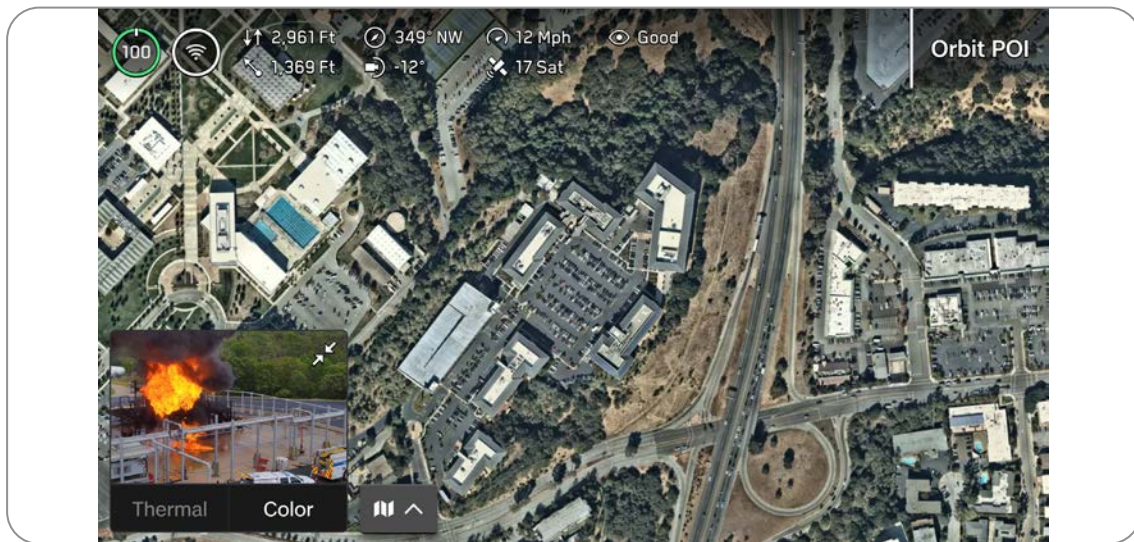 100 2,961 Ft 349° NW 12 Mph Good Orbit POI
1,369 Ft -12° 17 Sat
Thermal Color